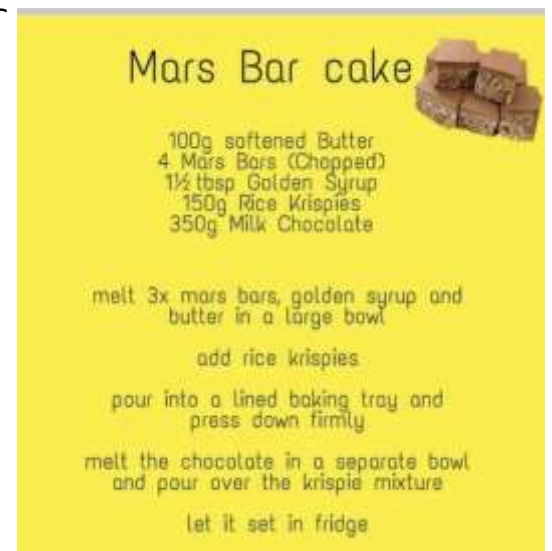 Mars Bar cake
100g softened Butter
4 Mars Bars (Chopped)
1½ tbsp Golden Syrup
150g Rice Krispies
350g Milk Chocolate
melt 3x mars bars, golden syrup and
butter in a large bowl
add rice krispies
pour into a lined baking tray and
press down firmly
melt the chocolate in a separate bowl
and pour over the krispie mixture
let it set in fridge